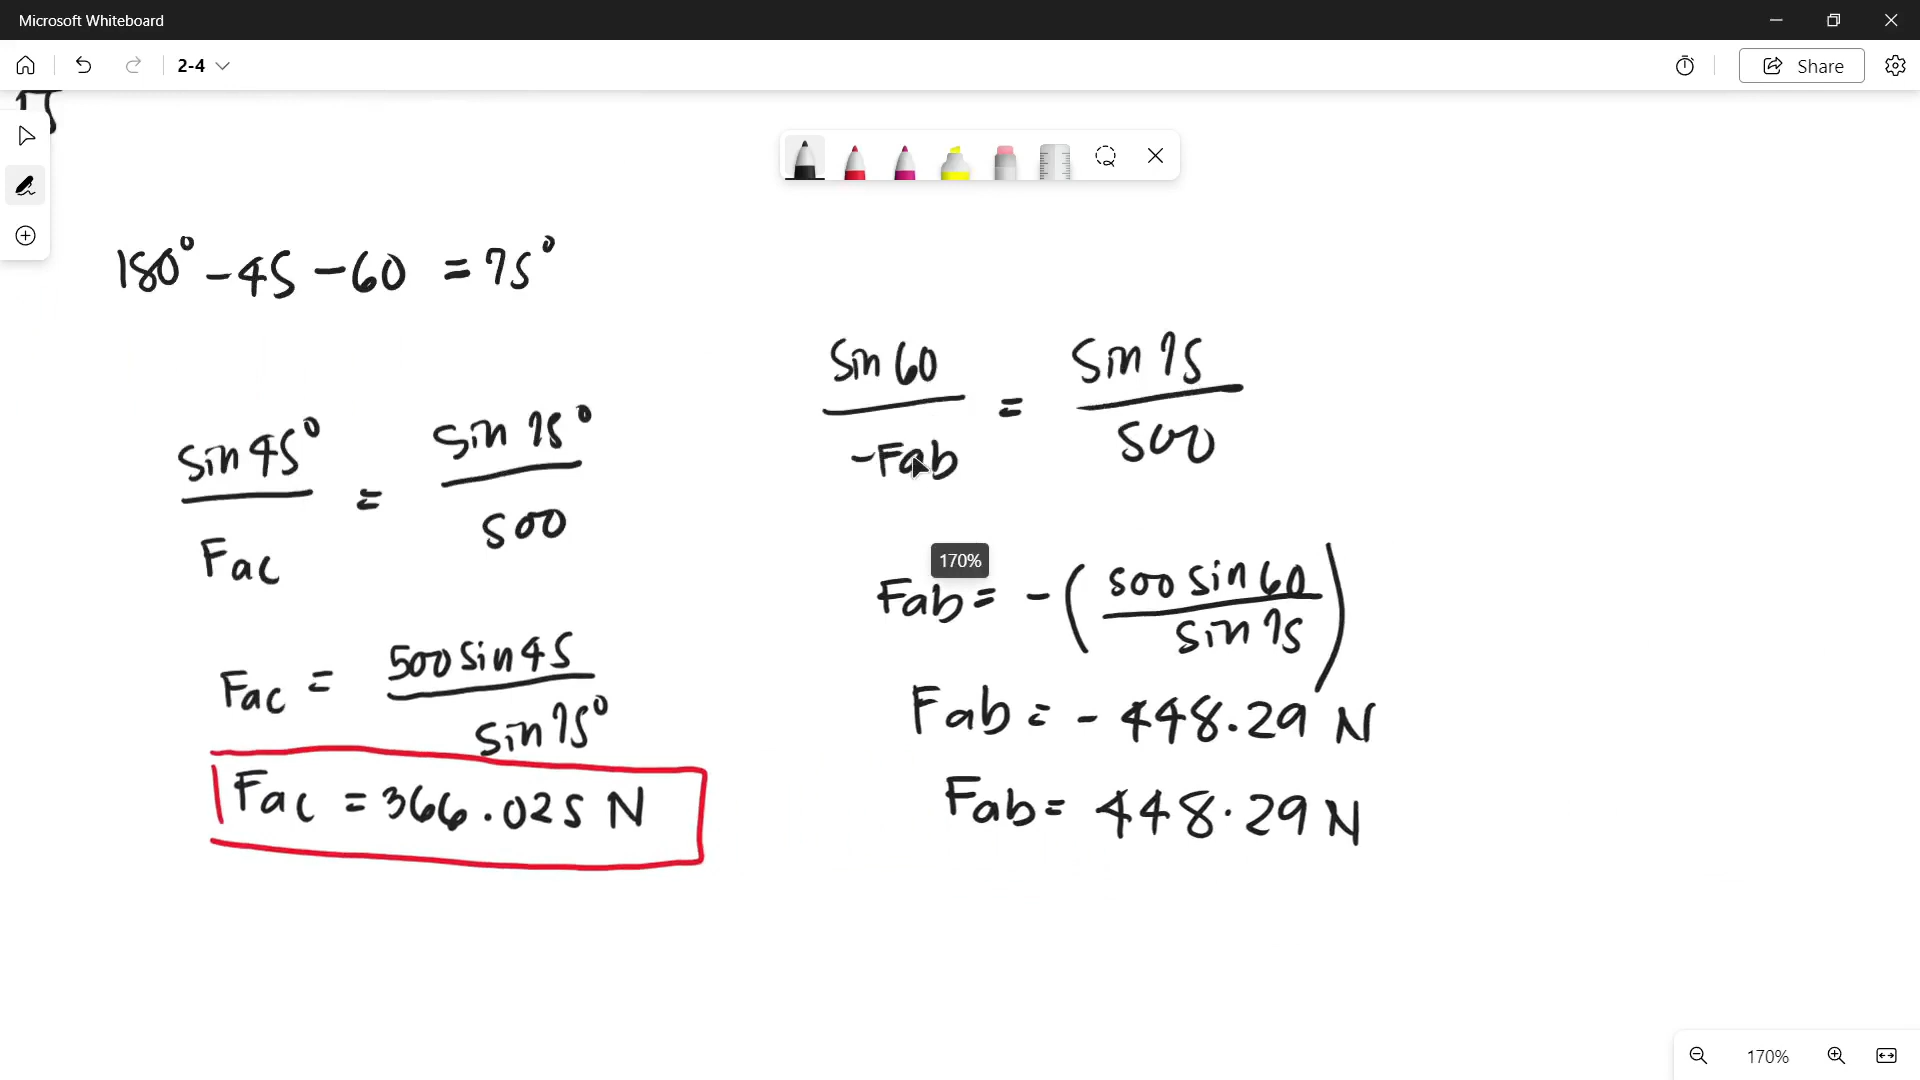 Microsoft Whiteboard
2-4
Share
180° - 45 - 60 = 75°
sin 45° / Fac = sin 75° / 500
Fac = 500 sin 45 / sin 75°
Fac = 366.025 N
sin 60 / -Fab = sin 75 / 500
170%
Fab = - ( 500 sin 60 / sin 75 )
Fab = - 448.29 N
Fab = 448.29 N
170%